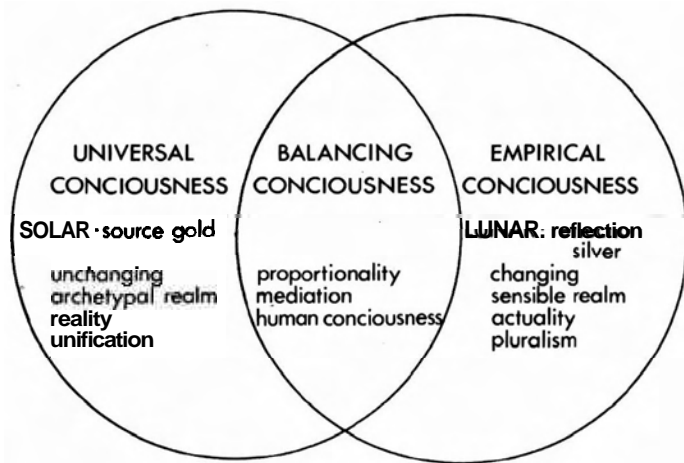 UNIVERSAL
CONCIOUSNESS
SOLAR · source gold
unchanging
archetypal realm
reality
unification
BALANCING
CONCIOUSNESS
proportionality
mediation
human conciousness
EMPIRICAL
CONCIOUSNESS
LUNAR: reflection
silver
changing
sensible realm
actuality
pluralism